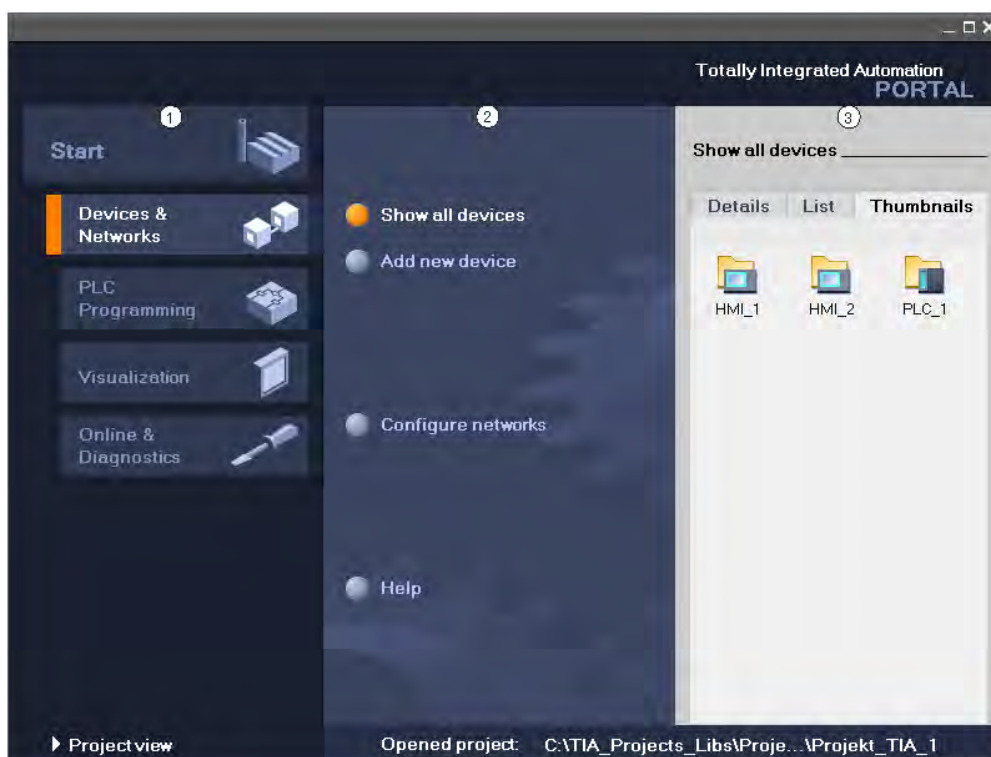 Totally Integrated Automation
PORTAL
1
2
3
Start
Show all devices
Devices &
Networks
Show all devices
Details List Thumbnails
Add new device
PLC
Programming
HMI_1 HMI_2 PLC_1
Visualization
Configure networks
Online &
Diagnostics
Help
Project view
Opened project: C:\TIA_Projects_Libs\Proje...\Projekt_TIA_1